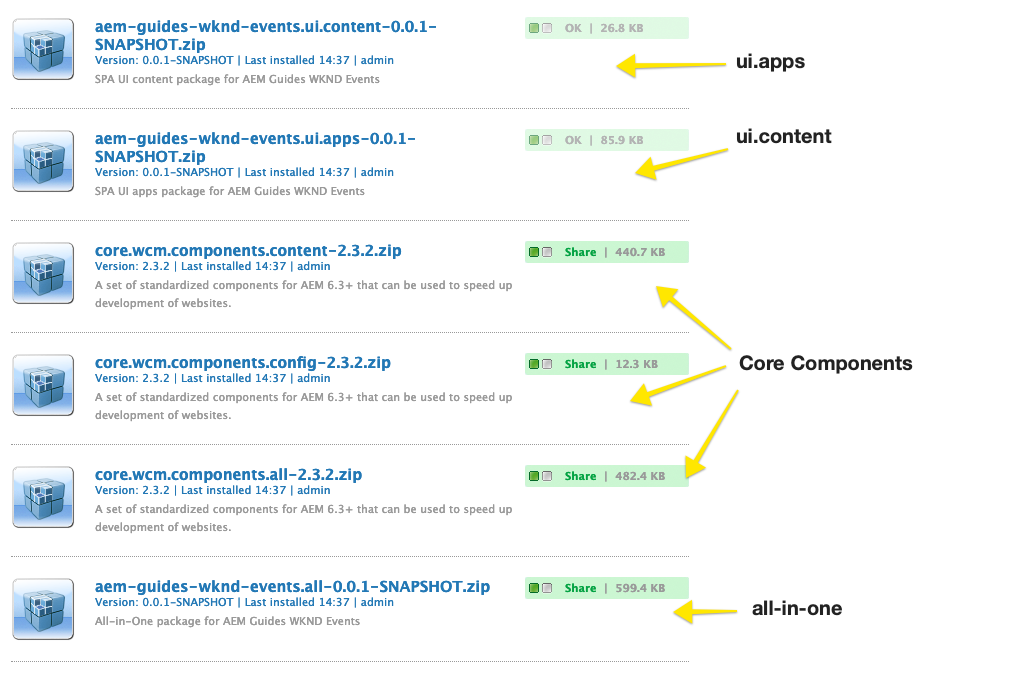 aem-guides-wknd-events.ui.content-0.0.1-
SNAPSHOT.zip
Version: 0.0.1-SNAPSHOT | Last installed 14:37 | admin
SPA UI content package for AEM Guides WKND Events
OK | 26.8 KB
ui.apps
aem-guides-wknd-events.ui.apps-0.0.1-
SNAPSHOT.zip
Version: 0.0.1-SNAPSHOT | Last installed 14:37 | admin
SPA UI apps package for AEM Guides WKND Events
OK | 85.9 KB
ui.content
core.wcm.components.content-2.3.2.zip
Version: 2.3.2 | Last installed 14:37 | admin
A set of standardized components for AEM 6.3+ that can be used to speed up
development of websites.
Share | 440.7 KB
core.wcm.components.config-2.3.2.zip
Version: 2.3.2 | Last installed 14:37 | admin
A set of standardized components for AEM 6.3+ that can be used to speed up
development of websites.
Share | 12.3 KB
Core Components
core.wcm.components.all-2.3.2.zip
Version: 2.3.2 | Last installed 14:37 | admin
A set of standardized components for AEM 6.3+ that can be used to speed up
development of websites.
Share | 482.4 KB
aem-guides-wknd-events.all-0.0.1-SNAPSHOT.zip
Version: 0.0.1-SNAPSHOT | Last installed 14:37 | admin
All-in-One package for AEM Guides WKND Events
Share | 599.4 KB
all-in-one